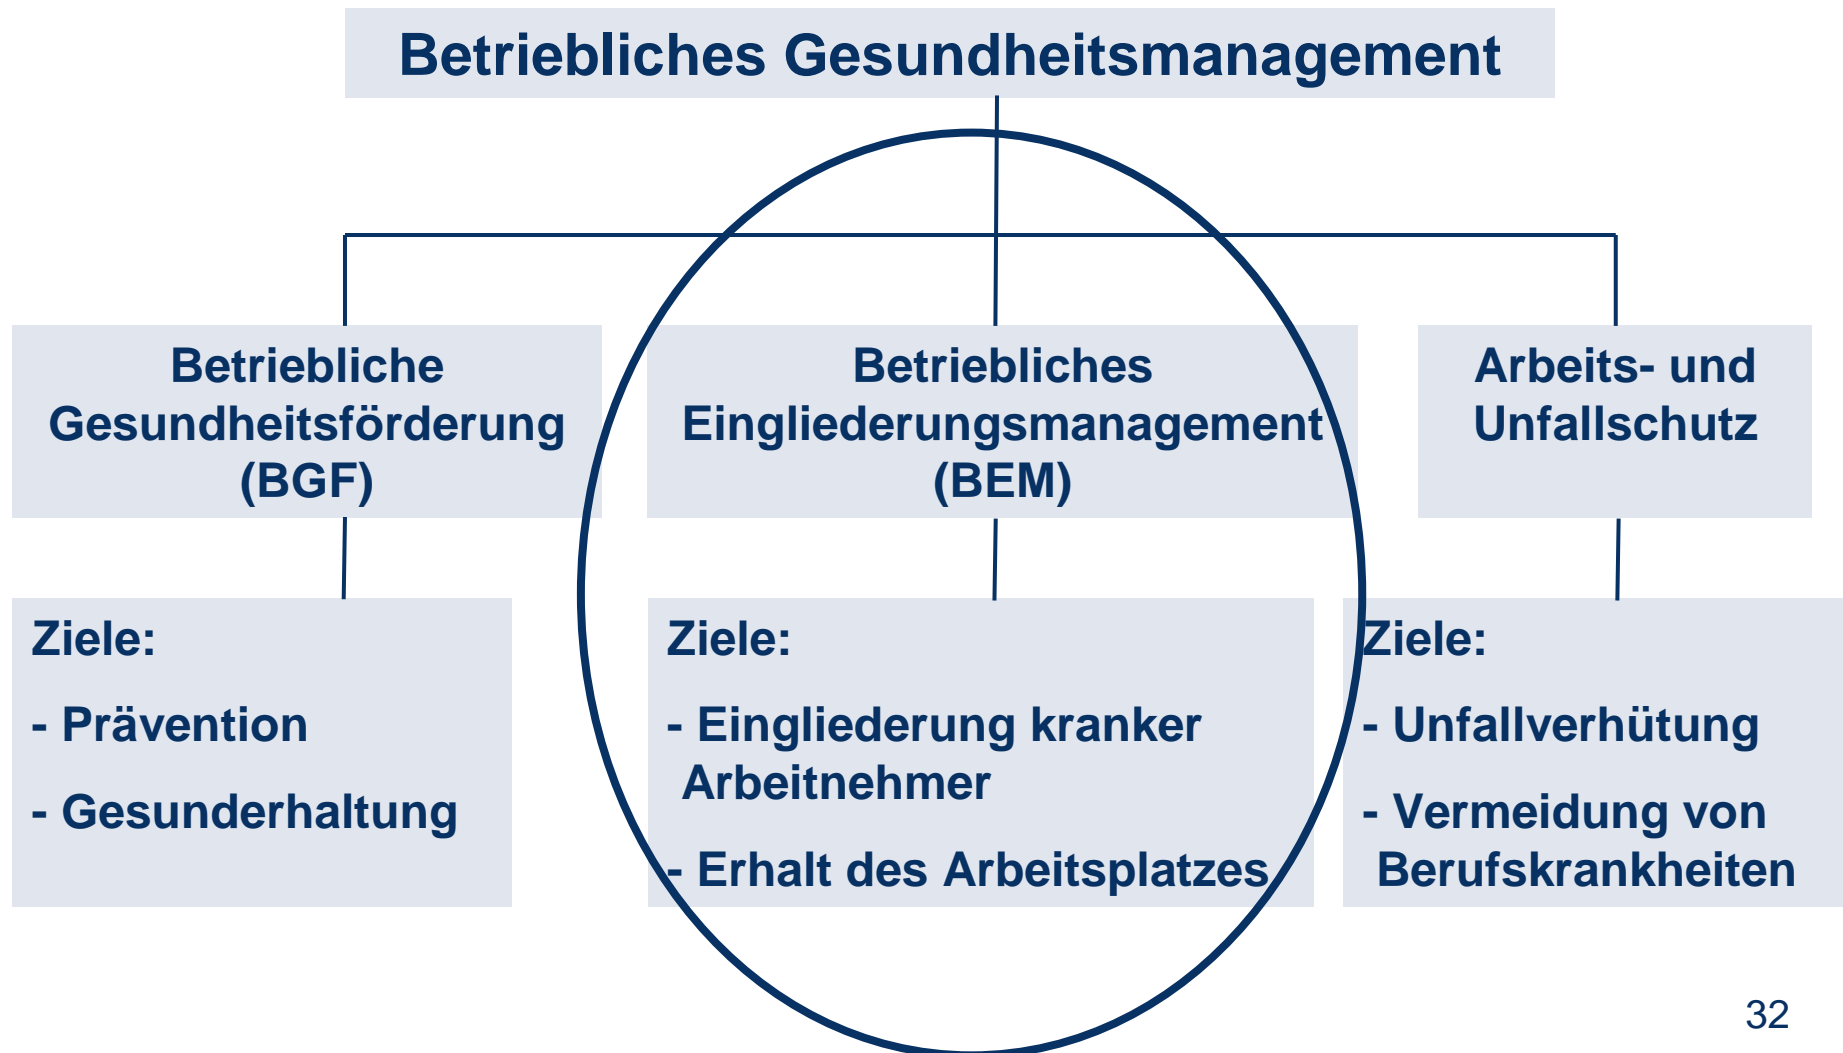 Betriebliches Gesundheitsmanagement
Betriebliche
Gesundheitsförderung
(BGF)
Betriebliches
Eingliederungsmanagement
(BEM)
Arbeits- und
Unfallschutz
Ziele:
- Prävention
- Gesunderhaltung
Ziele:
- Eingliederung kranker
Arbeitnehmer
- Erhalt des Arbeitsplatzes
Ziele:
- Unfallverhütung
- Vermeidung von
Berufskrankheiten
32